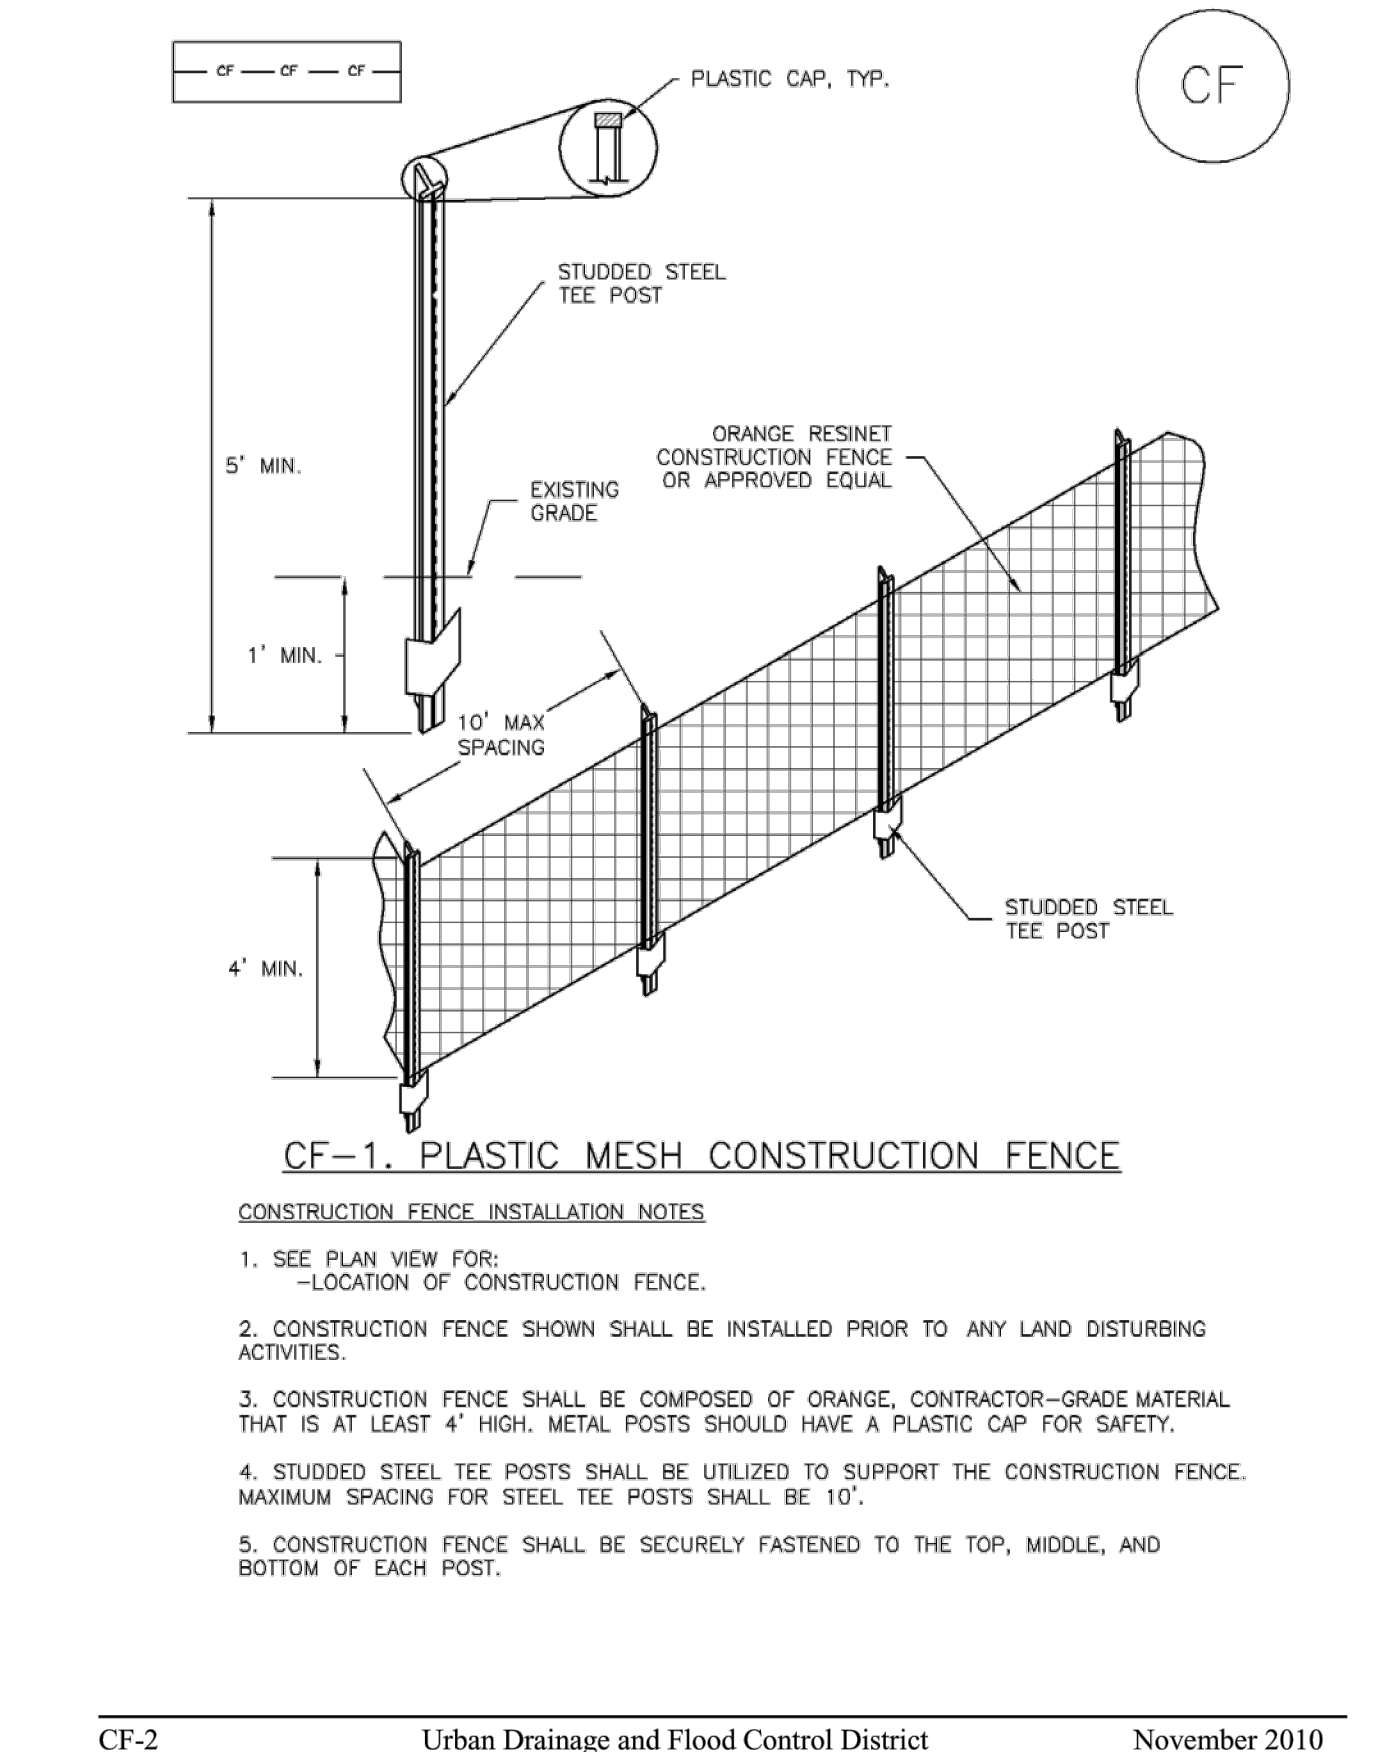 CF CF CF
PLASTIC CAP, TYP.
CF
STUDDED STEEL
TEE POST
5' MIN.
ORANGE RESINET
CONSTRUCTION FENCE
OR APPROVED EQUAL
EXISTING
GRADE
1' MIN.
10' MAX
SPACING
STUDDED STEEL
TEE POST
4' MIN.
CF-1. PLASTIC MESH CONSTRUCTION FENCE
CONSTRUCTION FENCE INSTALLATION NOTES
1. SEE PLAN VIEW FOR:
-LOCATION OF CONSTRUCTION FENCE.
2. CONSTRUCTION FENCE SHOWN SHALL BE INSTALLED PRIOR TO ANY LAND DISTURBING
ACTIVITIES.
3. CONSTRUCTION FENCE SHALL BE COMPOSED OF ORANGE, CONTRACTOR-GRADE MATERIAL
THAT IS AT LEAST 4' HIGH. METAL POSTS SHOULD HAVE A PLASTIC CAP FOR SAFETY.
4. STUDDED STEEL TEE POSTS SHALL BE UTILIZED TO SUPPORT THE CONSTRUCTION FENCE.
MAXIMUM SPACING FOR STEEL TEE POSTS SHALL BE 10'.
5. CONSTRUCTION FENCE SHALL BE SECURELY FASTENED TO THE TOP, MIDDLE, AND
BOTTOM OF EACH POST.
CF-2 Urban Drainage and Flood Control District November 2010